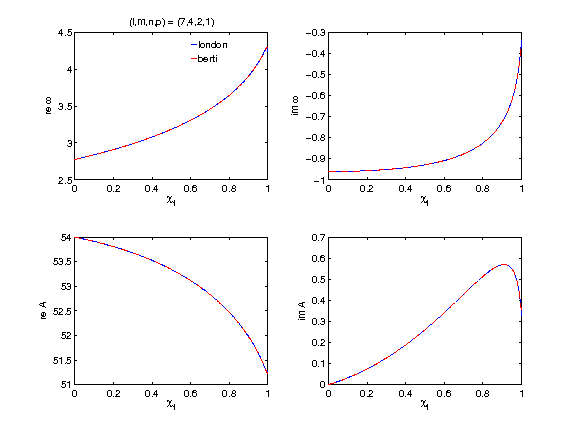 (l,m,n,p) = (7,4,2,1)
london
berti
4.5
4
3.5
3
2.5
re ω
0 0.2 0.4 0.6 0.8 1
χf
-0.3
-0.4
-0.5
-0.6
-0.7
-0.8
-0.9
-1
im ω
0 0.2 0.4 0.6 0.8 1
χf
54
53.5
53
52.5
52
51.5
51
re A
0 0.2 0.4 0.6 0.8 1
χf
0.7
0.6
0.5
0.4
0.3
0.2
0.1
0
im A
0 0.2 0.4 0.6 0.8 1
χf